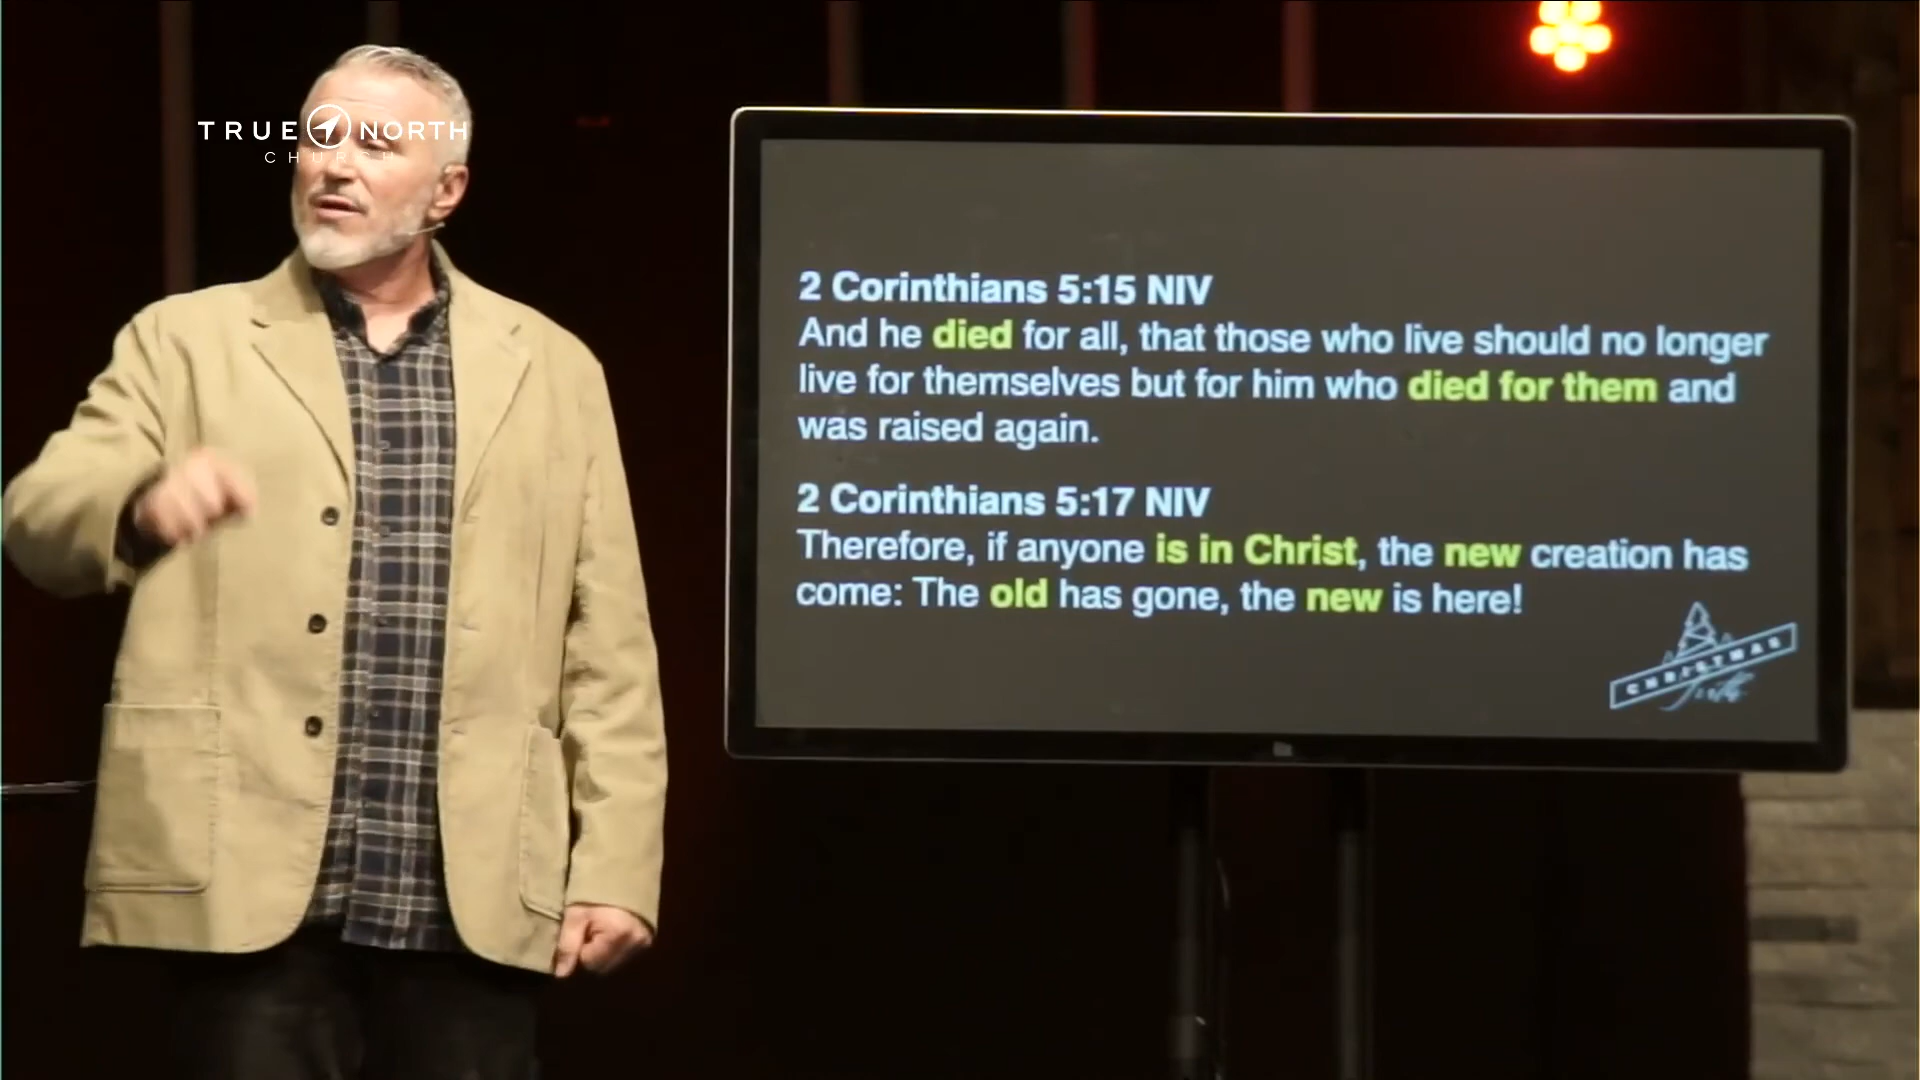 TRUE NORTH
CHURCH
2 Corinthians 5:15 NIV
And he died for all, that those who live should no longer
live for themselves but for him who died for them and
was raised again.
2 Corinthians 5:17 NIV
Therefore, if anyone is in Christ, the new creation has
come: The old has gone, the new is here!
CHRISTMAS